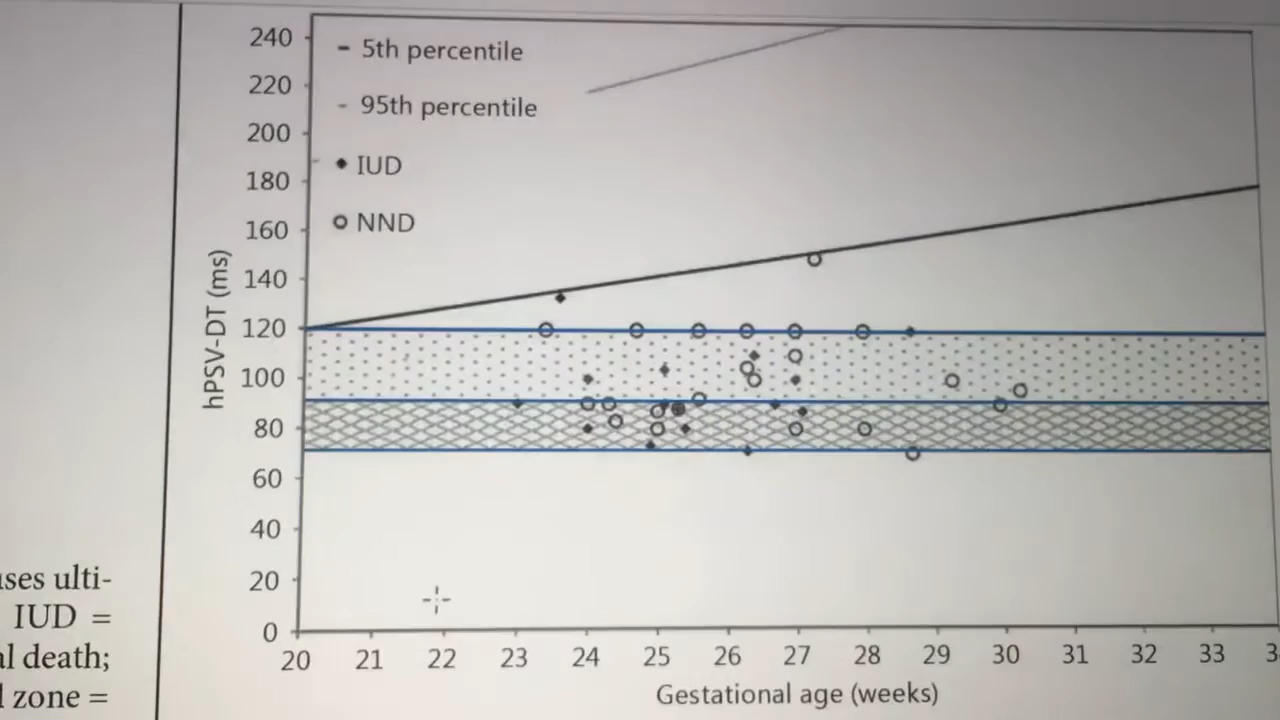 240
220
200
180
160
140
120
100
80
60
40
20
0
hPSV-DT (ms)
5th percentile
95th percentile
IUD
NND
20 21 22 23 24 25 26 27 28 29 30 31 32 33
Gestational age (weeks)
ulti-
IUD =
death;
zone =